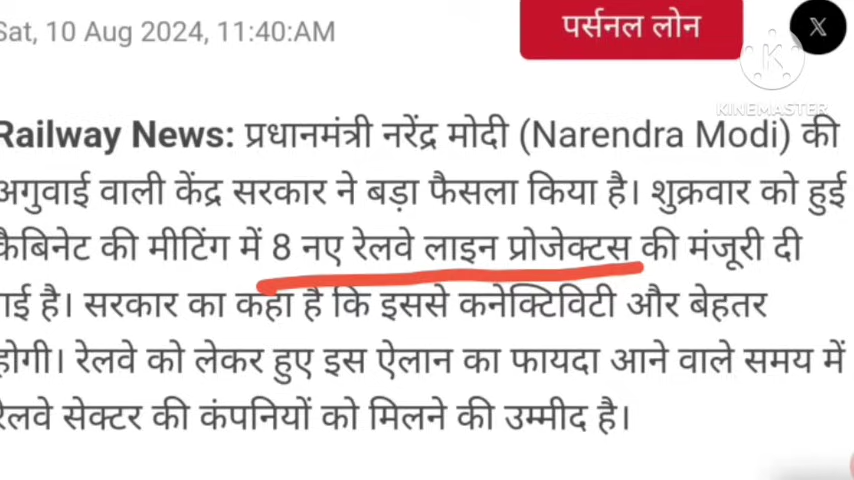 Sat, 10 Aug 2024, 11:40:AM
पर्सनल लोन
X
KINEMASTER
Railway News: प्रधानमंत्री नरेंद्र मोदी (Narendra Modi) की
अगुवाई वाली केंद्र सरकार ने बड़ा फैसला किया है। शुक्रवार को हुई
कैबिनेट की मीटिंग में 8 नए रेलवे लाइन प्रोजेक्टस की मंजूरी दी
गई है। सरकार का कहा है कि इससे कनेक्टिविटी और बेहतर
होगी। रेलवे को लेकर हुए इस ऐलान का फायदा आने वाले समय में
रेलवे सेक्टर की कंपनियों को मिलने की उम्मीद है।